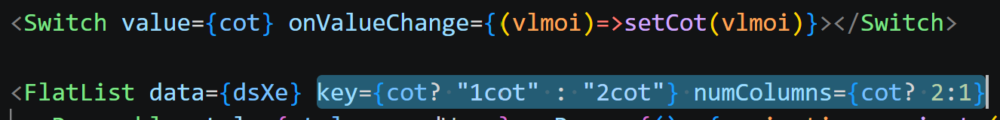 <Switch value={cot} onValueChange={(vlmoi)=>setCot(vlmoi)}></Switch>
<FlatList data={dsXe} key={cot? "1cot" : "2cot"} numColumns={cot? 2:1}